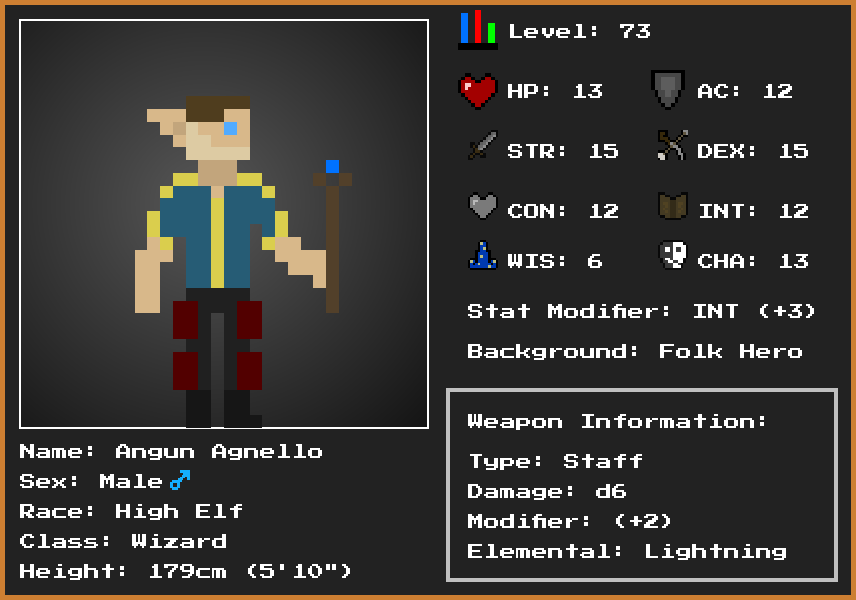 Level: 73
HP: 13 AC: 12
STR: 15 DEX: 15
CON: 12 INT: 12
WIS: 6 CHA: 13
Stat Modifier: INT (+3)
Background: Folk Hero
Weapon Information:
Type: Staff
Damage: d6
Modifier: (+2)
Elemental: Lightning
Name: Angun Agnello
Sex: Male♂
Race: High Elf
Class: Wizard
Height: 179cm (5'10")